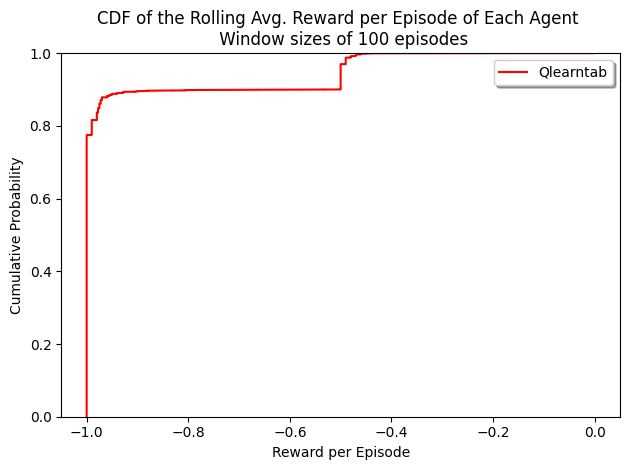 CDF of the Rolling Avg. Reward per Episode of Each Agent
Window sizes of 100 episodes
Qlearntab
1.0
0.8
0.6
0.4
0.2
0.0
Cumulative Probability
−1.0 −0.8 −0.6 −0.4 −0.2 0.0
Reward per Episode